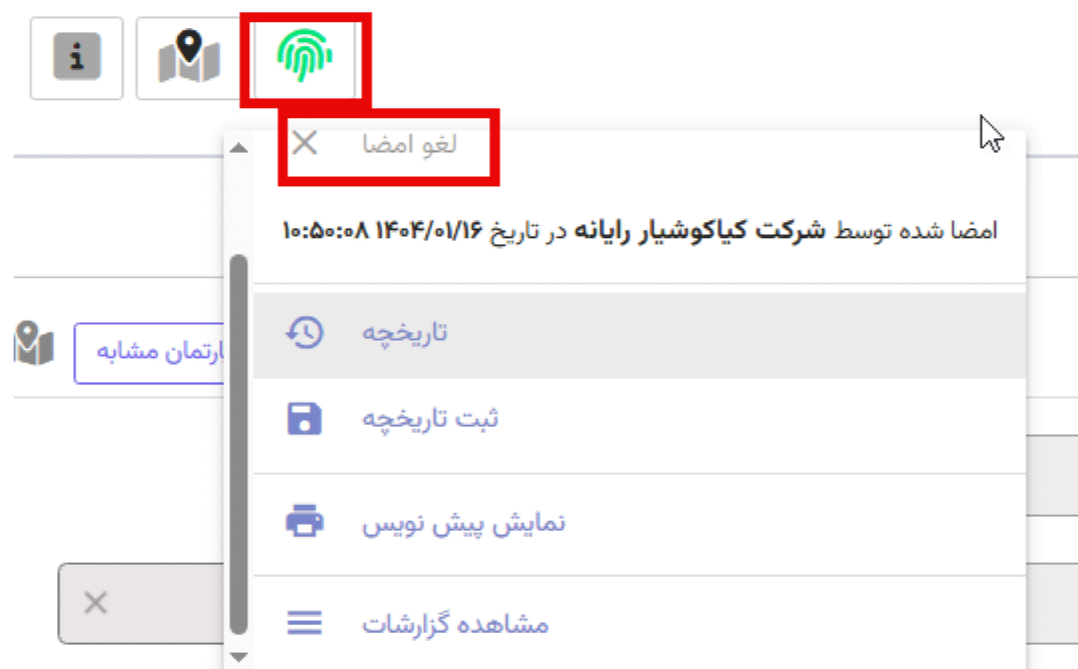 لغو امضا
امضا شده توسط شرکت کیاکوشیار رایانه در تاریخ ۱۴۰۴/۰۱/۱۶ ۱۰:۵۰:۰۸
تاریخچه
مشابه
ثبت تاریخچه
نمایش پیش نویس
مشاهده گزارشات